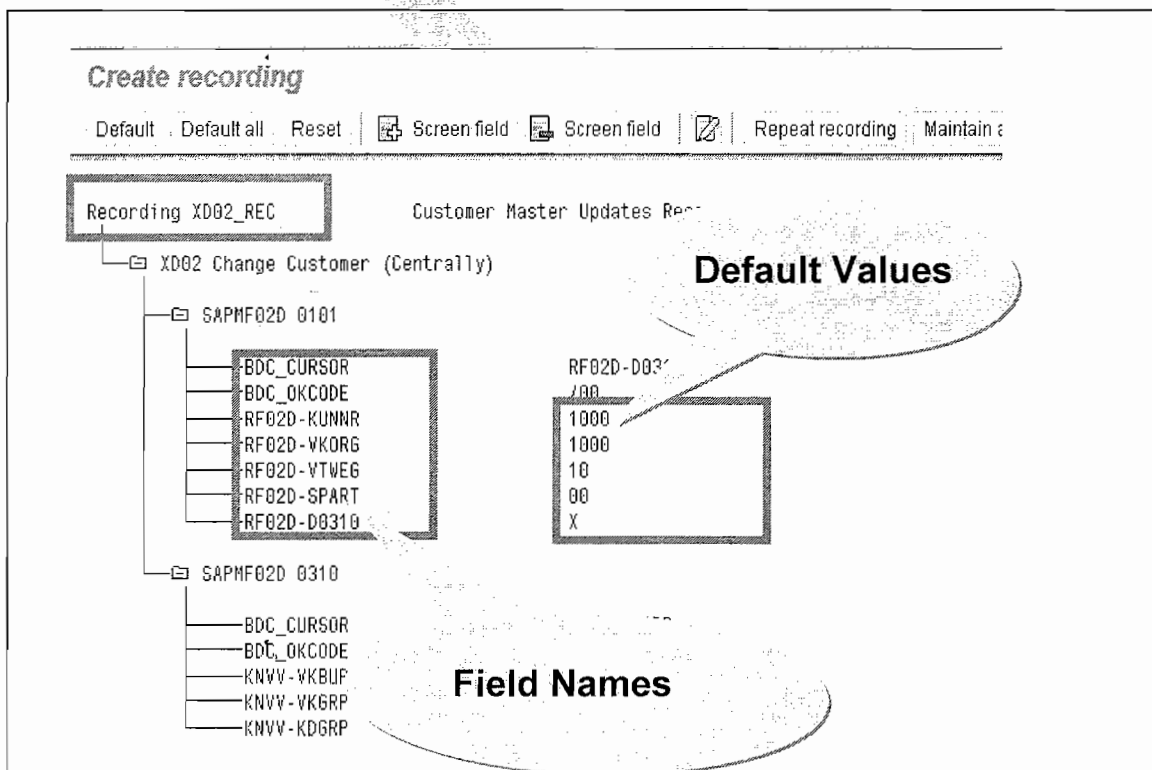 Create recording
Default Default all Reset Screen field Screen field Repeat recording Maintain a
Recording XD02_REC Customer Master Updates
XD02 Change Customer (Centrally)
Default Values
SAPMF02D 0101
BDC_CURSOR RF02D-D03
BDC_OKCODE /00
RF02D-KUNNR 1000
RF02D-VKORG 1000
RF02D-VTWEG 10
RF02D-SPART 00
RF02D-D0310 X
SAPMF02D 0310
BDC_CURSOR
BDC_OKCODE
KNVV-VKBUR
Field Names
KNVV-VKGRP
KNVV-KDGRP